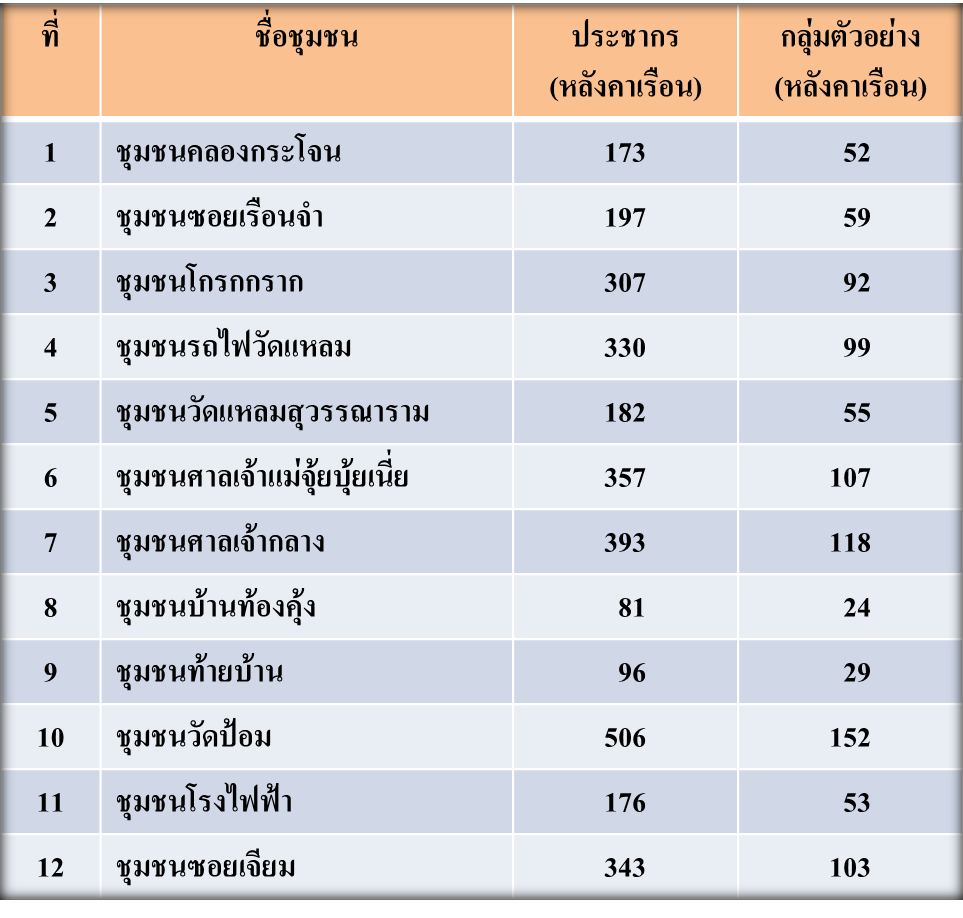 ที่ ชื่อชุมชน ประชากร กลุ่มตัวอย่าง
(หลังคาเรือน) (หลังคาเรือน)
1 ชุมชนคลองกระโจน 173 52
2 ชุมชนซอยเรือนจำ 197 59
3 ชุมชนโกรกกราก 307 92
4 ชุมชนรถไฟวัดแหลม 330 99
5 ชุมชนวัดแหลมสุวรรณาราม 182 55
6 ชุมชนศาลเจ้าแม่จุ้ยบุ้ยเนี่ย 357 107
7 ชุมชนศาลเจ้ากลาง 393 118
8 ชุมชนบ้านท้องคุ้ง 81 24
9 ชุมชนท้ายบ้าน 96 29
10 ชุมชนวัดป้อม 506 152
11 ชุมชนโรงไฟฟ้า 176 53
12 ชุมชนซอยเจียม 343 103